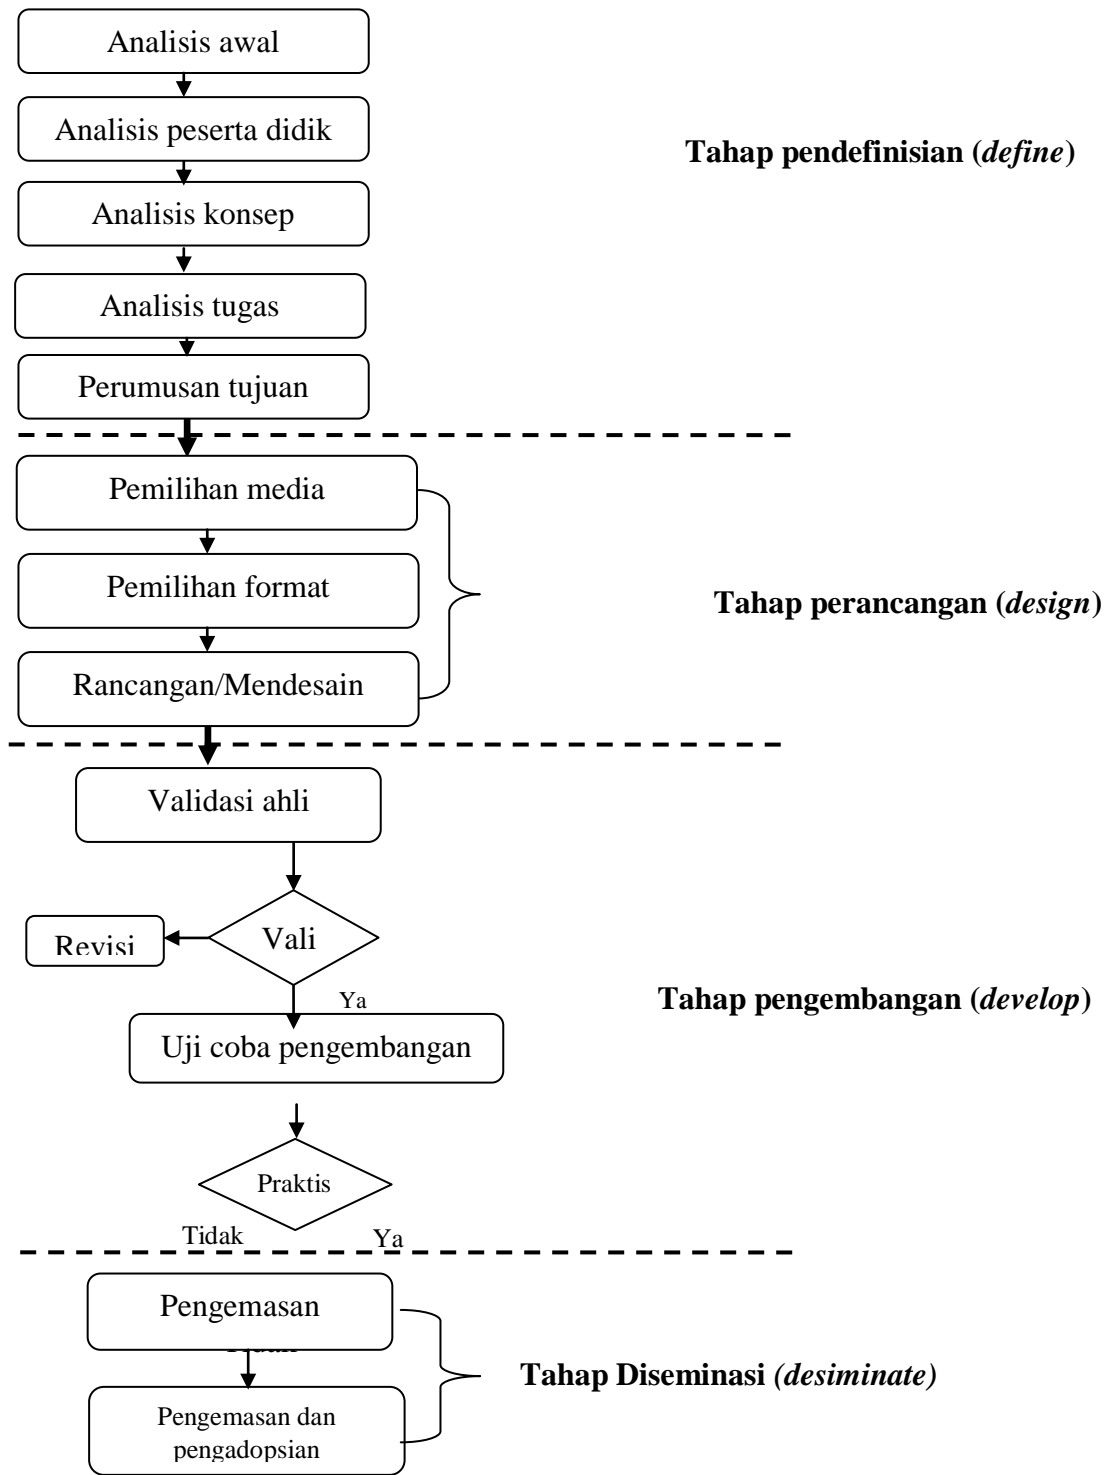 Analisis awal
Analisis peserta didik
Tahap pendefinisian (define)
Analisis konsep
Analisis tugas
Perumusan tujuan
Pemilihan media
Pemilihan format
Tahap perancangan (design)
Rancangan/Mendesain
Validasi ahli
Vali
Revisi
Ya
Tahap pengembangan (develop)
Uji coba pengembangan
Praktis
Tidak
Ya
Pengemasan
Tahap Diseminasi (desiminate)
Pengemasan dan
pengadopsian